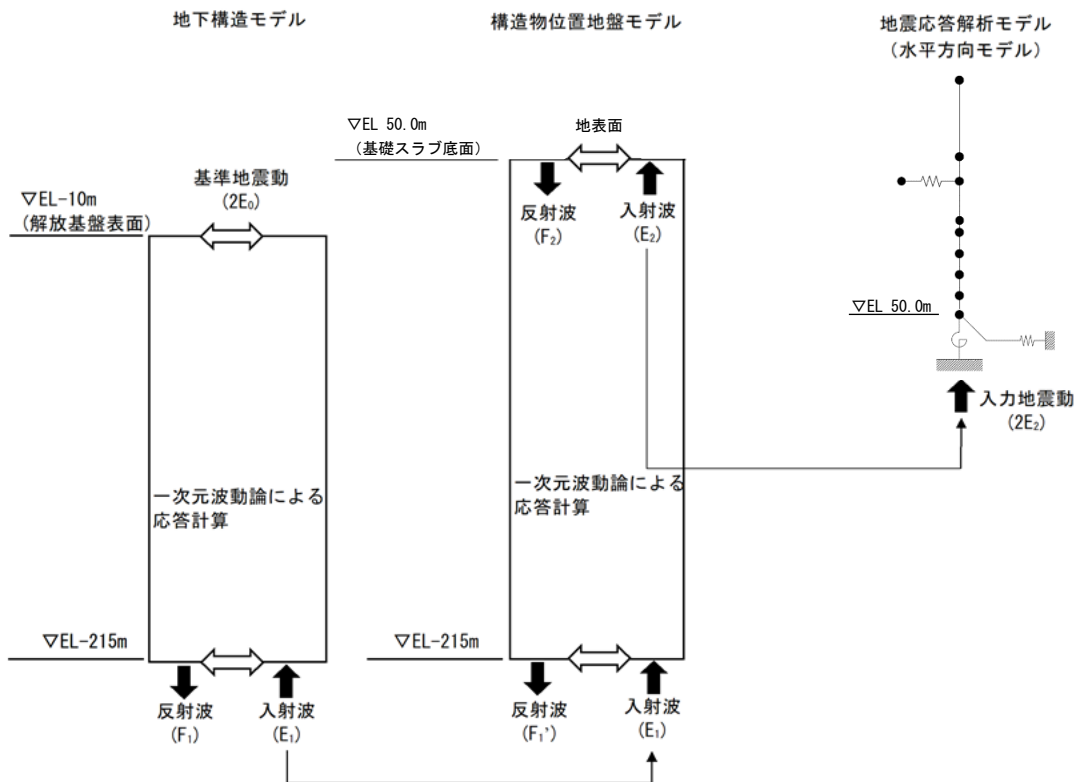 地下構造モデル
▽EL-10m
(解放基盤表面)
基準地震動
(2E₀)
一次元波動論による
応答計算
▽EL-215m
反射波
(F₁)
入射波
(E₁)
構造物位置地盤モデル
▽EL 50.0m
(基礎スラブ底面)
地表面
反射波
(F₂)
入射波
(E₂)
一次元波動論による
応答計算
▽EL-215m
反射波
(F₁')
入射波
(E₁)
地震応答解析モデル
(水平方向モデル)
▽EL 50.0m
入力地震動
(2E₂)